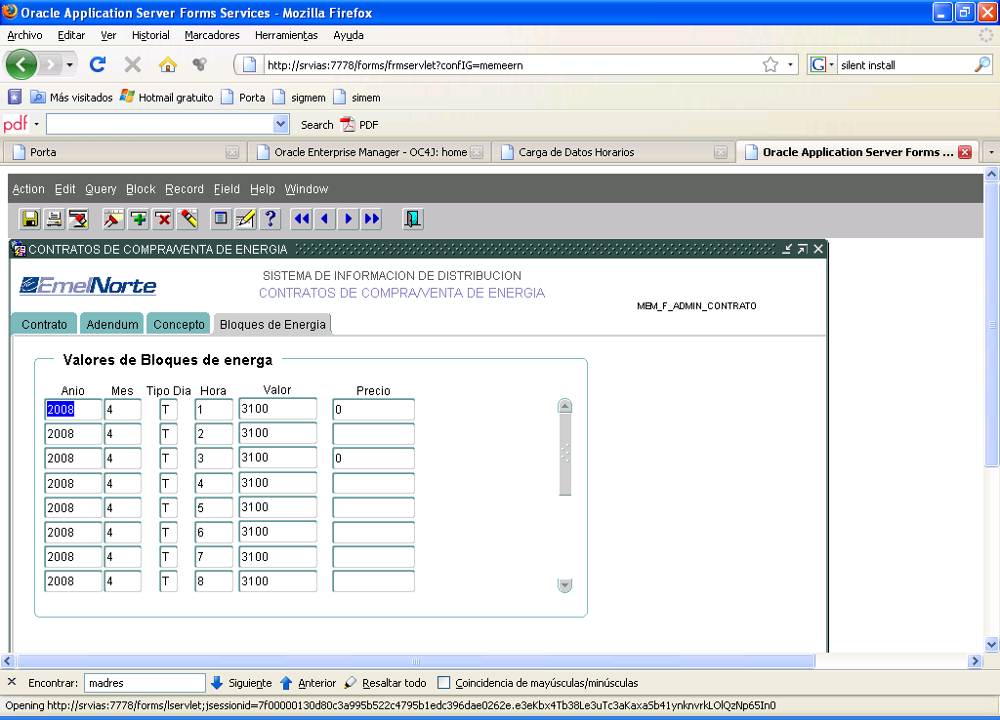 Oracle Application Server Forms Services - Mozilla Firefox
Archivo Editar Ver Historial Marcadores Herramientas Ayuda
http://srvias:7778/forms/frmservlet?confIG=memeern G silent install
Más visitados Hotmail gratuito Porta sigmem simem
pdf Search PDF
Porta Oracle Enterprise Manager - OC4J: home Carga de Datos Horarios Oracle Application Server Forms ...
Action Edit Query Block Record Field Help Window
CONTRATOS DE COMPRA/VENTA DE ENERGIA
EmelNorte
SISTEMA DE INFORMACION DE DISTRIBUCION
CONTRATOS DE COMPRA/VENTA DE ENERGIA
MEM_F_ADMIN_CONTRATO
Contrato Adendum Concepto Bloques de Energia
Valores de Bloques de energa
Anio Mes Tipo Dia Hora Valor Precio
2008 4 T 1 3100 0
2008 4 T 2 3100
2008 4 T 3 3100 0
2008 4 T 4 3100
2008 4 T 5 3100
2008 4 T 6 3100
2008 4 T 7 3100
2008 4 T 8 3100
Encontrar: madres Siguiente Anterior Resaltar todo Coincidencia de mayúsculas/minúsculas
Opening http://srvias:7778/forms/lservlet;jsessionid=7f00000130d80c3a995b522c4795b1edc396dae0262e.e3eKbx4Tb38Le3uTc3aKaxaSb41ynknvrkLOlQzNp65In0